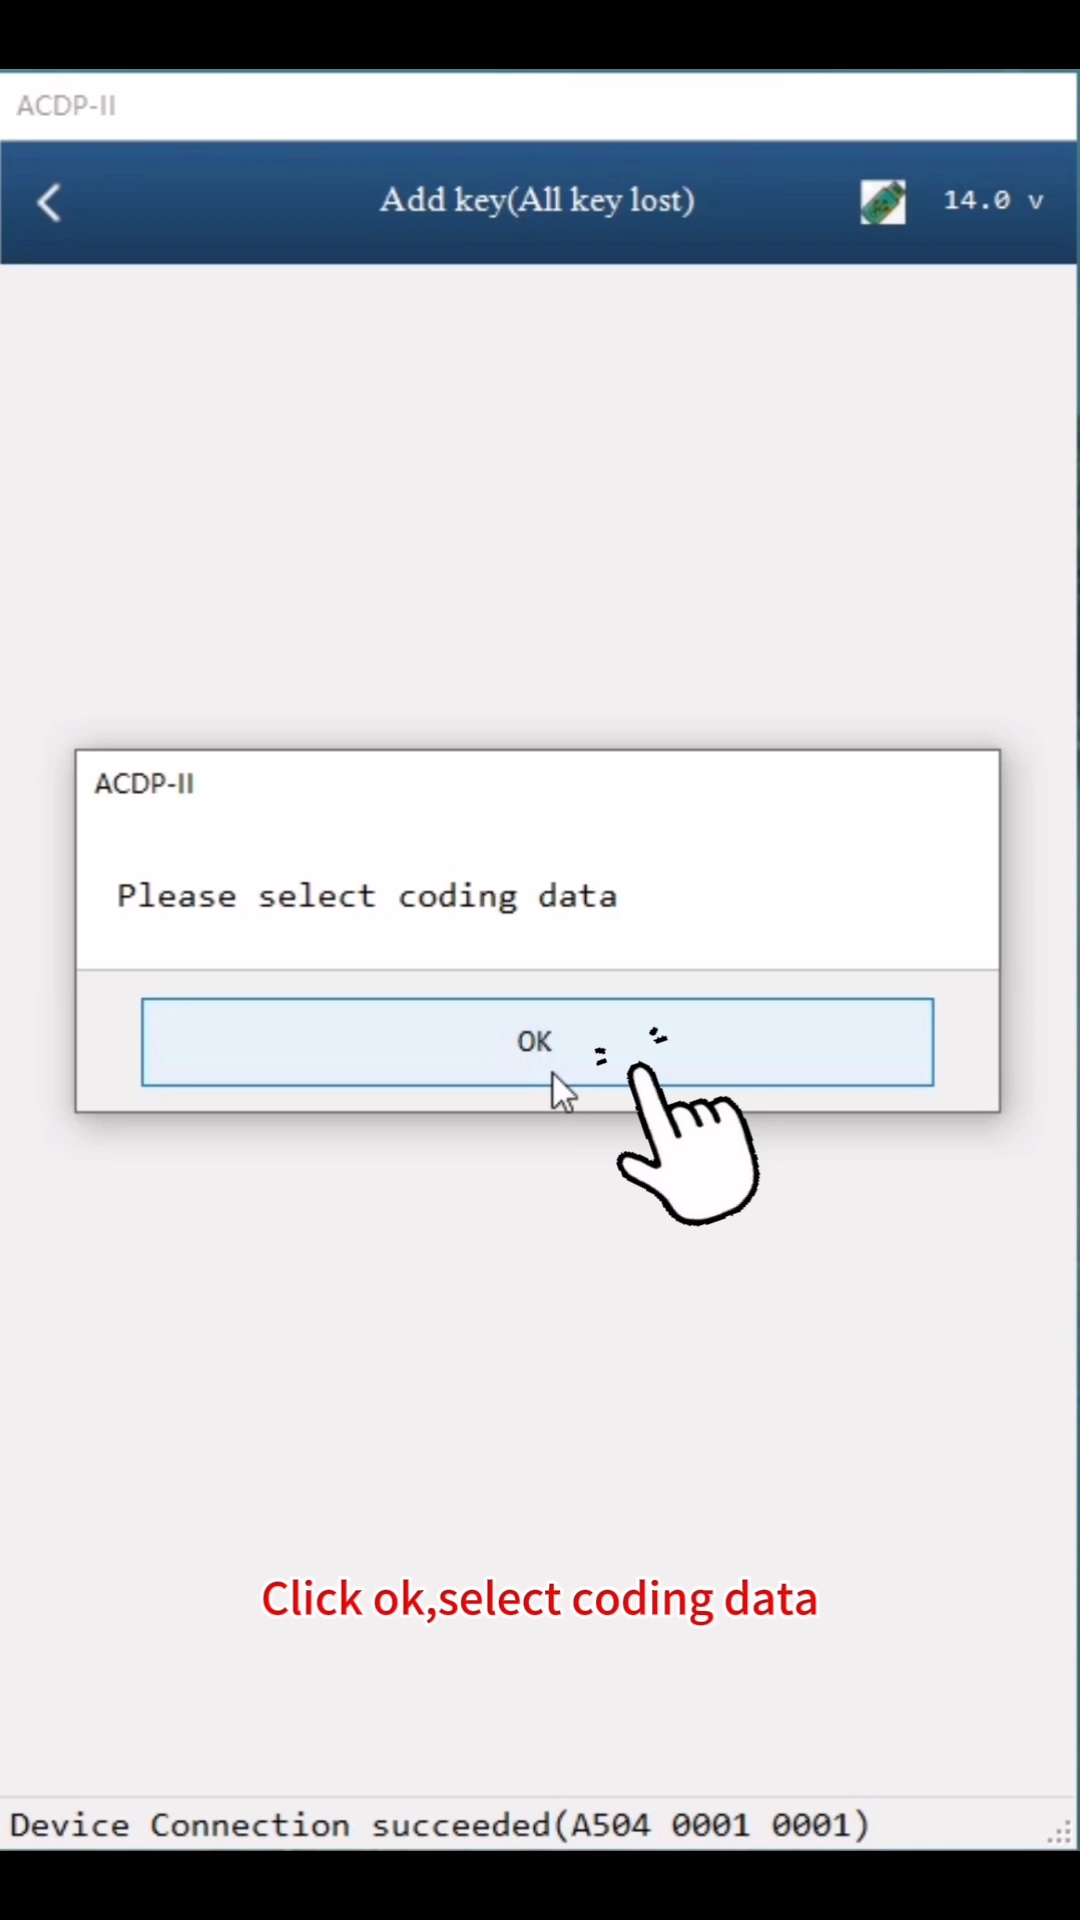 ACDP-II
Add key(All key lost)
14.0 v
ACDP-II
Please select coding data
OK
Click ok,select coding data
Device Connection succeeded(A504 0001 0001)